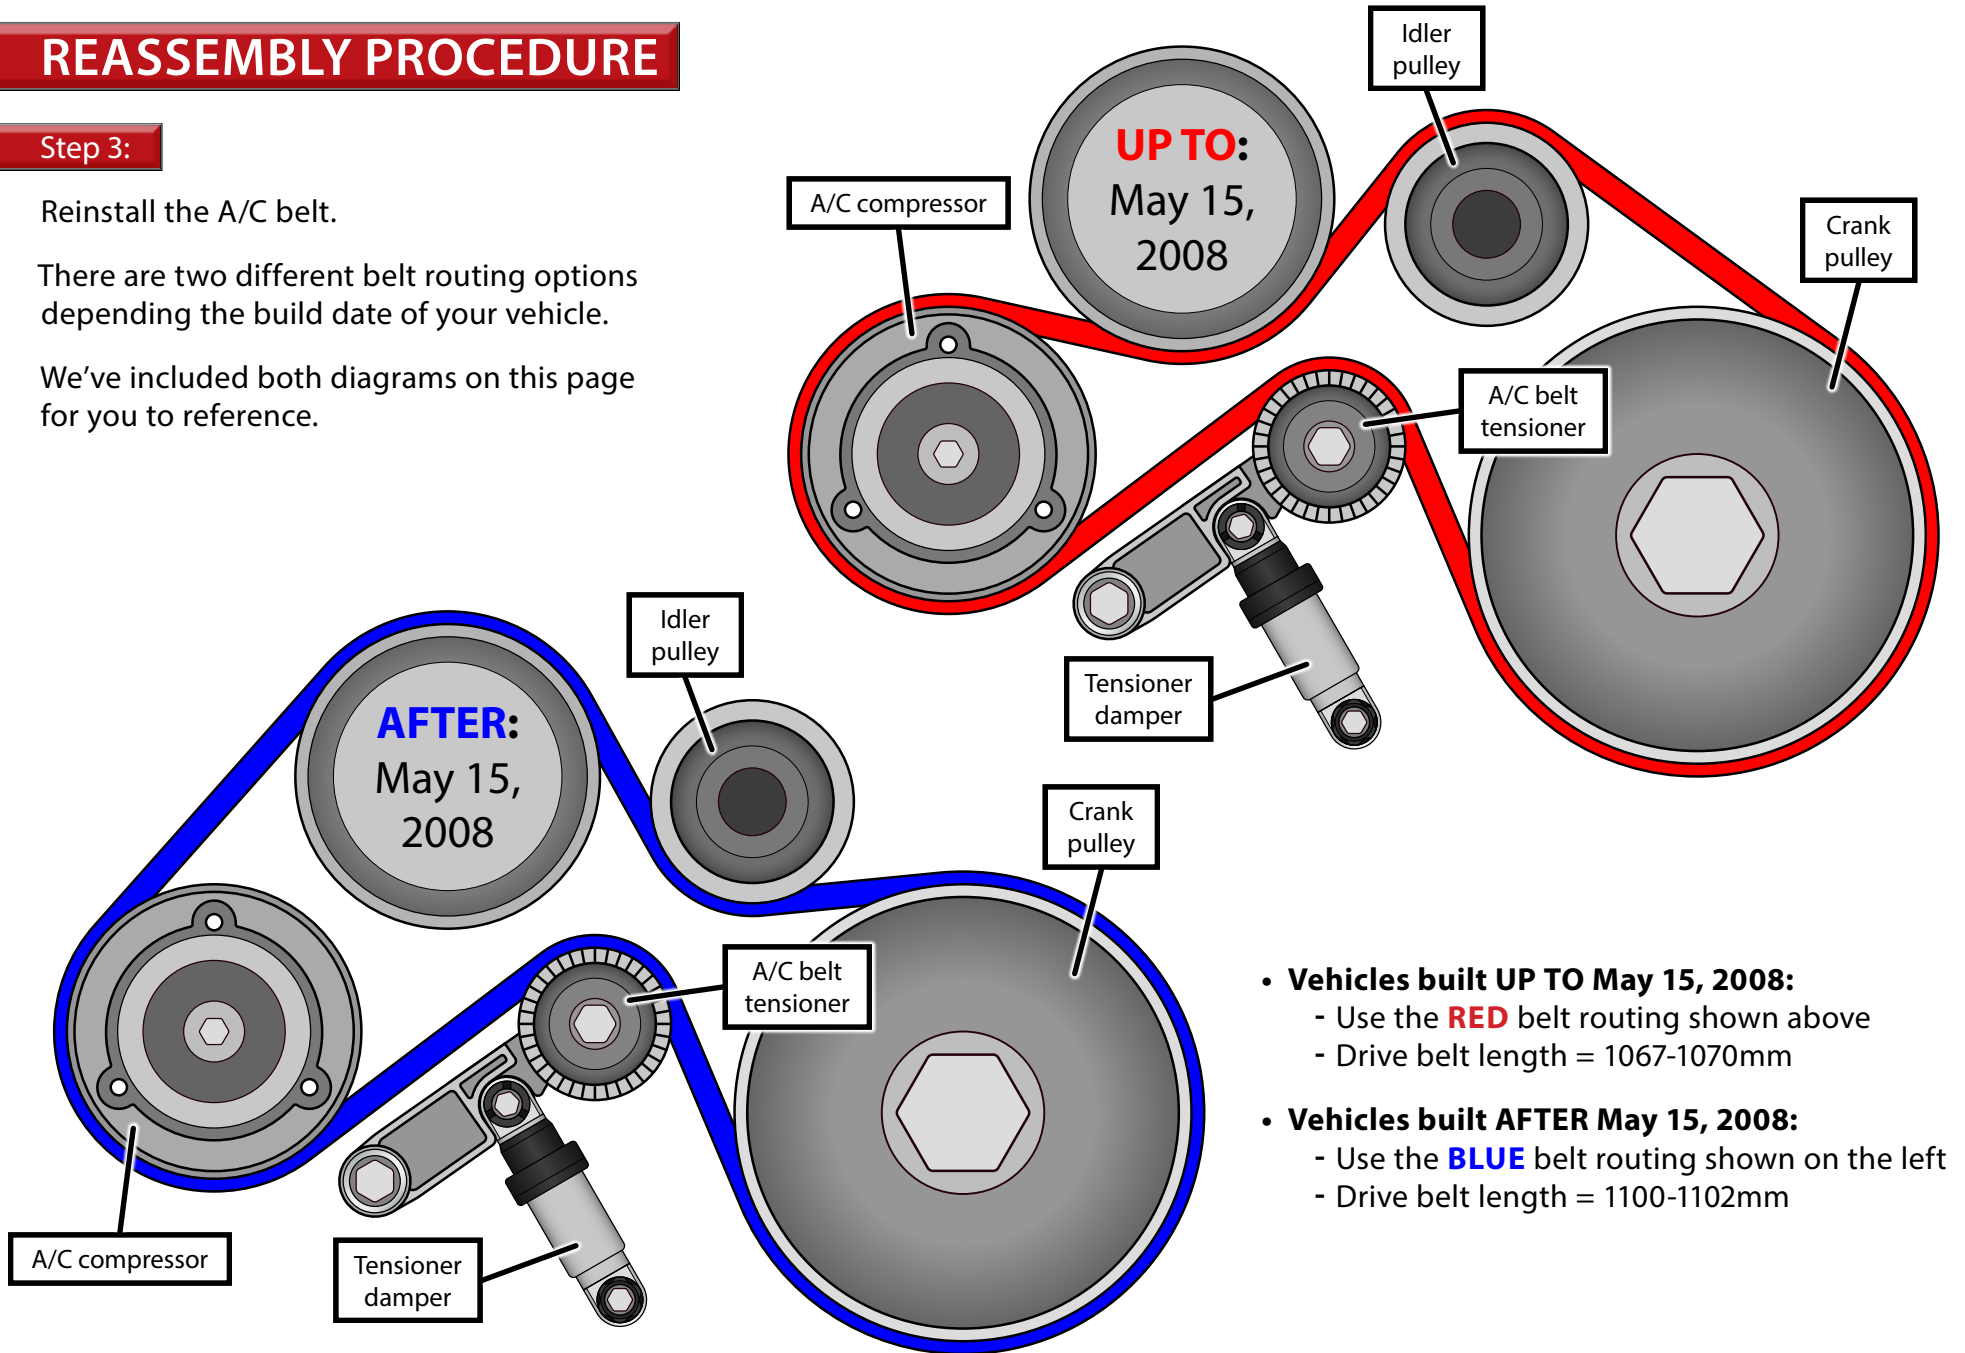 REASSEMBLY PROCEDURE
Step 3:
Reinstall the A/C belt.
There are two different belt routing options
depending the build date of your vehicle.
We've included both diagrams on this page
for you to reference.
Idler
pulley
UP TO:
May 15,
2008
A/C compressor
Crank
pulley
A/C belt
tensioner
Tensioner
damper
Idler
pulley
AFTER:
May 15,
2008
Crank
pulley
A/C belt
tensioner
A/C compressor
Tensioner
damper
• Vehicles built UP TO May 15, 2008:
- Use the RED belt routing shown above
- Drive belt length = 1067-1070mm
• Vehicles built AFTER May 15, 2008:
- Use the BLUE belt routing shown on the left
- Drive belt length = 1100-1102mm